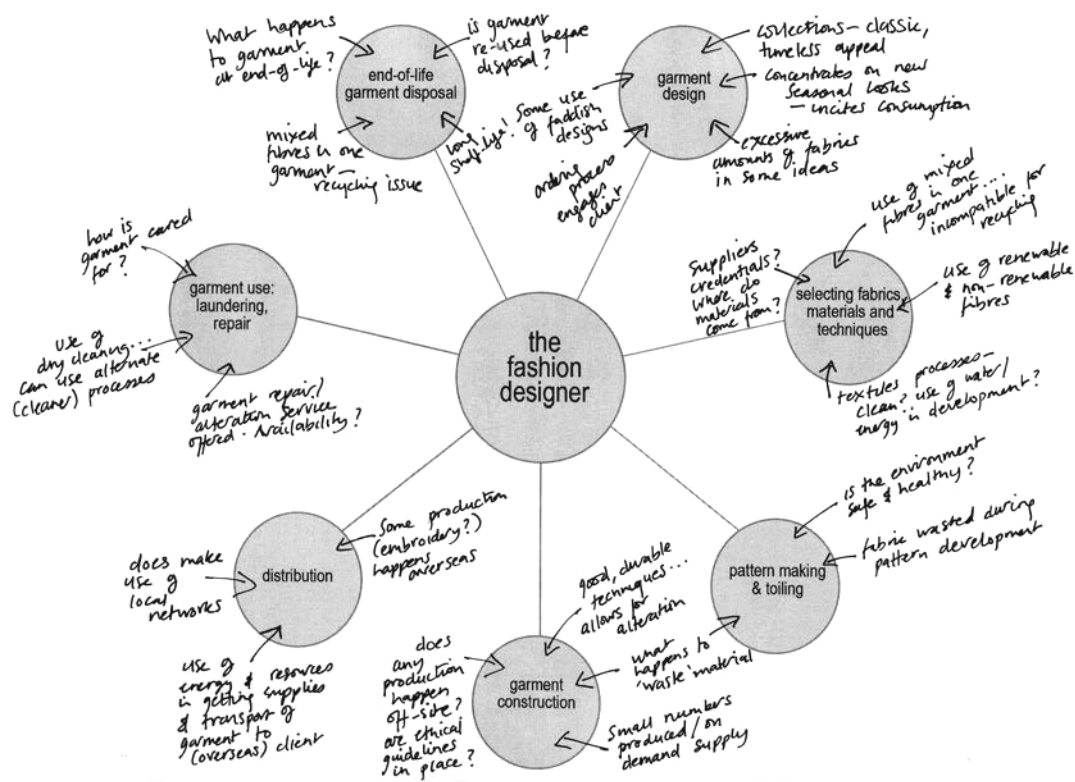 What happens
to garment
at end-of-life?
is garment
re-used before
disposal?
end-of-life
garment disposal
mixed
fibres in one
garment –
recycling issue
long
shelf-life!
garment
design
collections – classic,
timeless appeal
concentrates on new
seasonal looks
– incites consumption
excessive
amounts of fabrics
in some ideas
Some use
of faddish
designs
ordering
process
engages
client
use of mixed
fibres in one
garment....
incompatible for
recycling
suppliers
credentials?
where do
materials
come from?
use of renewable
& non-renewable
fibres
selecting fabrics,
materials and
techniques
textiles processes –
clean? use of water/
energy in development?
how is
garment cared
for?
garment use:
laundering,
repair
use of
dry cleaning...
can use alternate
(cleaner) processes
garment repair/
alteration service
offered. Availability?
the
fashion
designer
is the environment
safe & healthy?
fabric wasted during
pattern development
pattern making
& toiling
what
happens to
'waste' material
some production
(embroidery?)
happens
overseas
does make
use of
local
networks
distribution
use of
energy & resources
in getting supplies
& transport of
garment to
(overseas) client
good, durable
techniques...
allows for
alteration
does
any
production
happen
off-site?
are ethical
guidelines
in place?
garment
construction
Small numbers
produced/on
demand supply